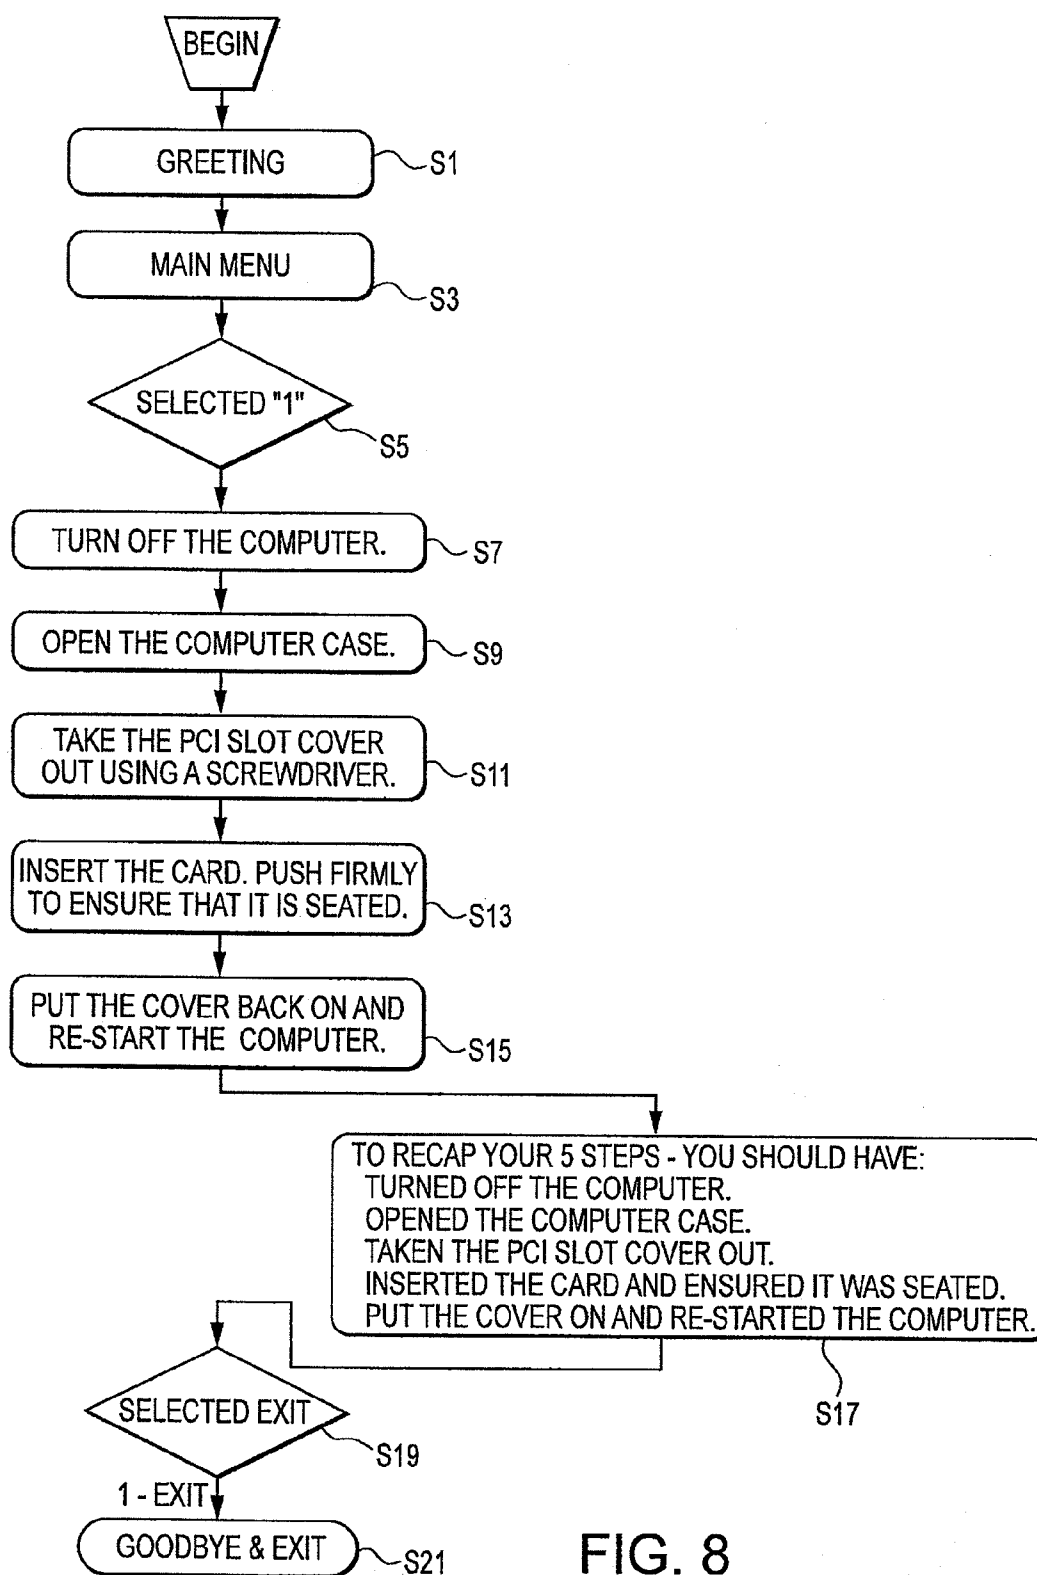 BEGIN
GREETING
S1
MAIN MENU
S3
SELECTED "1"
S5
TURN OFF THE COMPUTER.
S7
OPEN THE COMPUTER CASE.
S9
TAKE THE PCI SLOT COVER
OUT USING A SCREWDRIVER.
S11
INSERT THE CARD. PUSH FIRMLY
TO ENSURE THAT IT IS SEATED.
S13
PUT THE COVER BACK ON AND
RE-START THE COMPUTER.
S15
TO RECAP YOUR 5 STEPS - YOU SHOULD HAVE:
TURNED OFF THE COMPUTER.
OPENED THE COMPUTER CASE.
TAKEN THE PCI SLOT COVER OUT.
INSERTED THE CARD AND ENSURED IT WAS SEATED.
PUT THE COVER ON AND RE-STARTED THE COMPUTER.
S17
SELECTED EXIT
S19
1 - EXIT
GOODBYE & EXIT
S21
FIG. 8